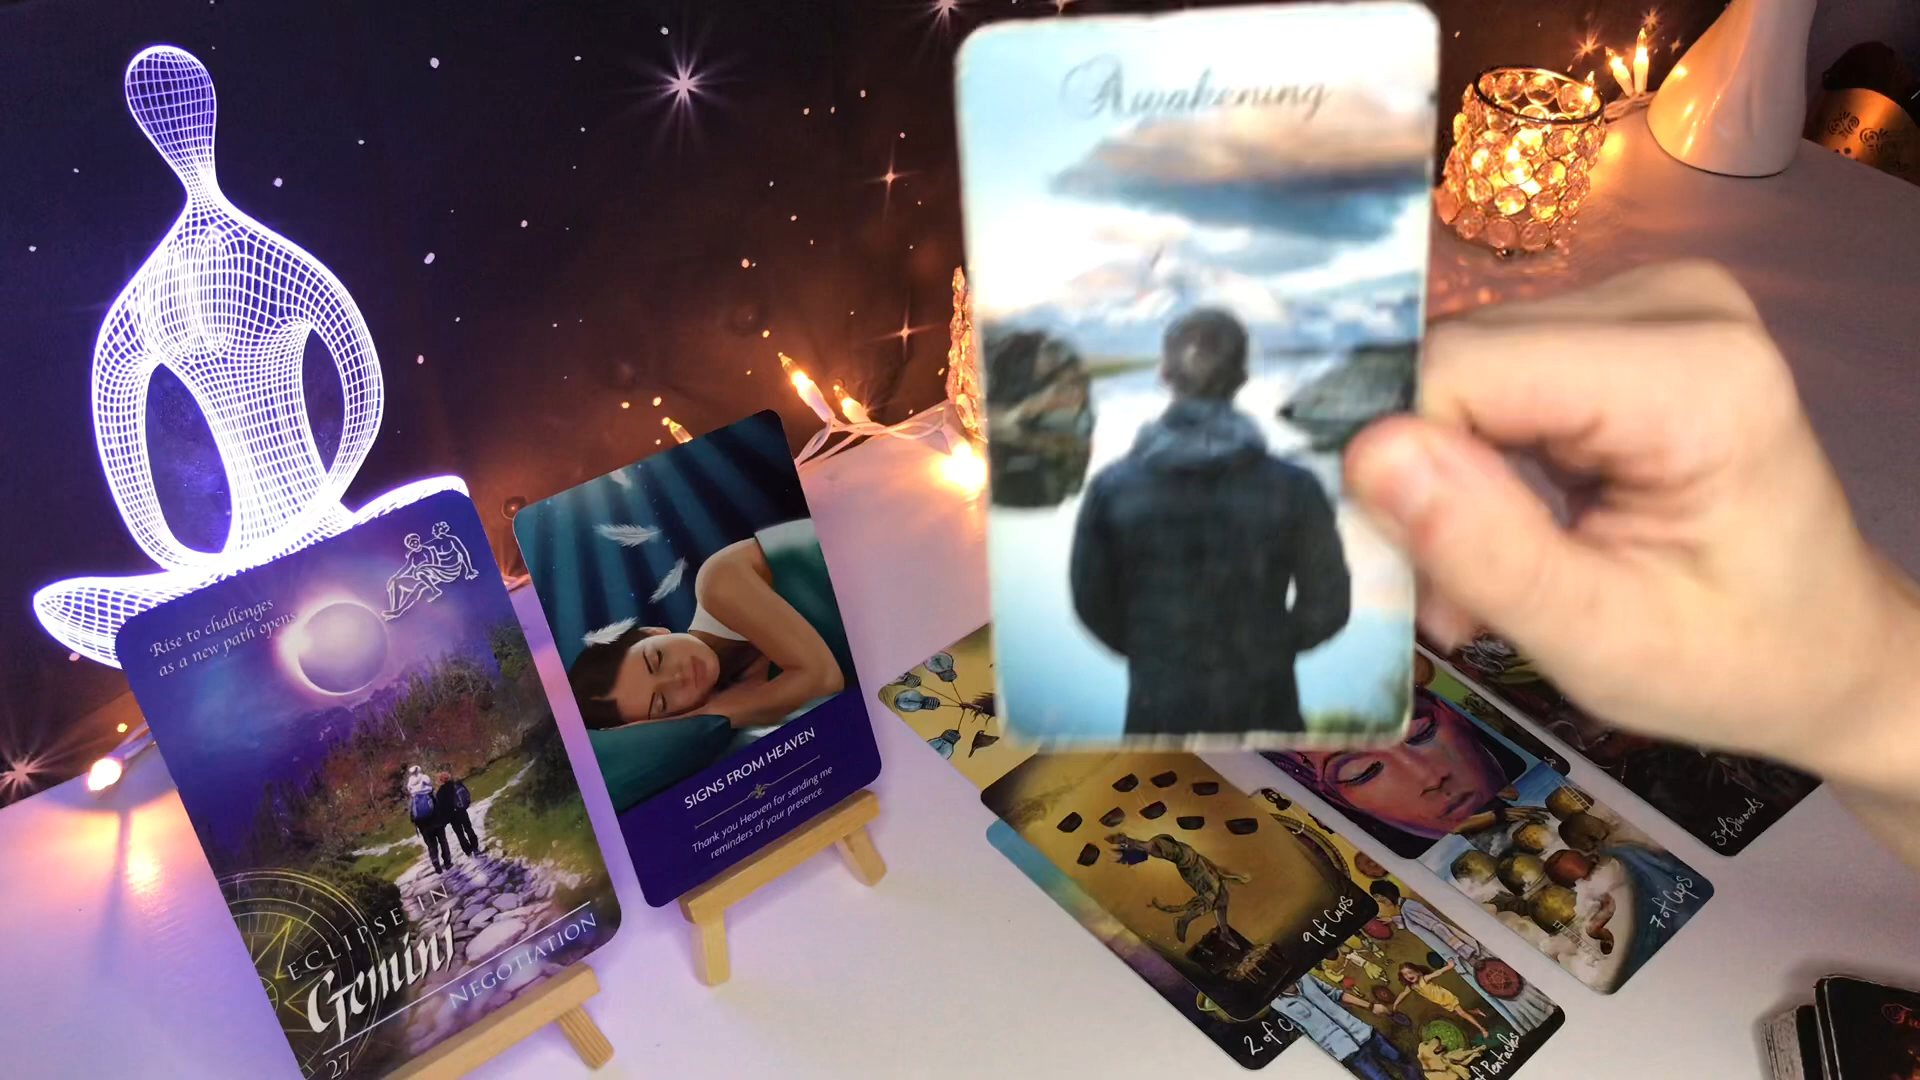 Awakening
Rise to challenges
as a new path opens
ECLIPSE IN
Gemini
NEGOTIATION
27
SIGNS FROM HEAVEN
Thank you Heaven for sending me
reminders of your presence.
9 of Cups
2 of
of Pentacles
7 of Cups
3 of Swords